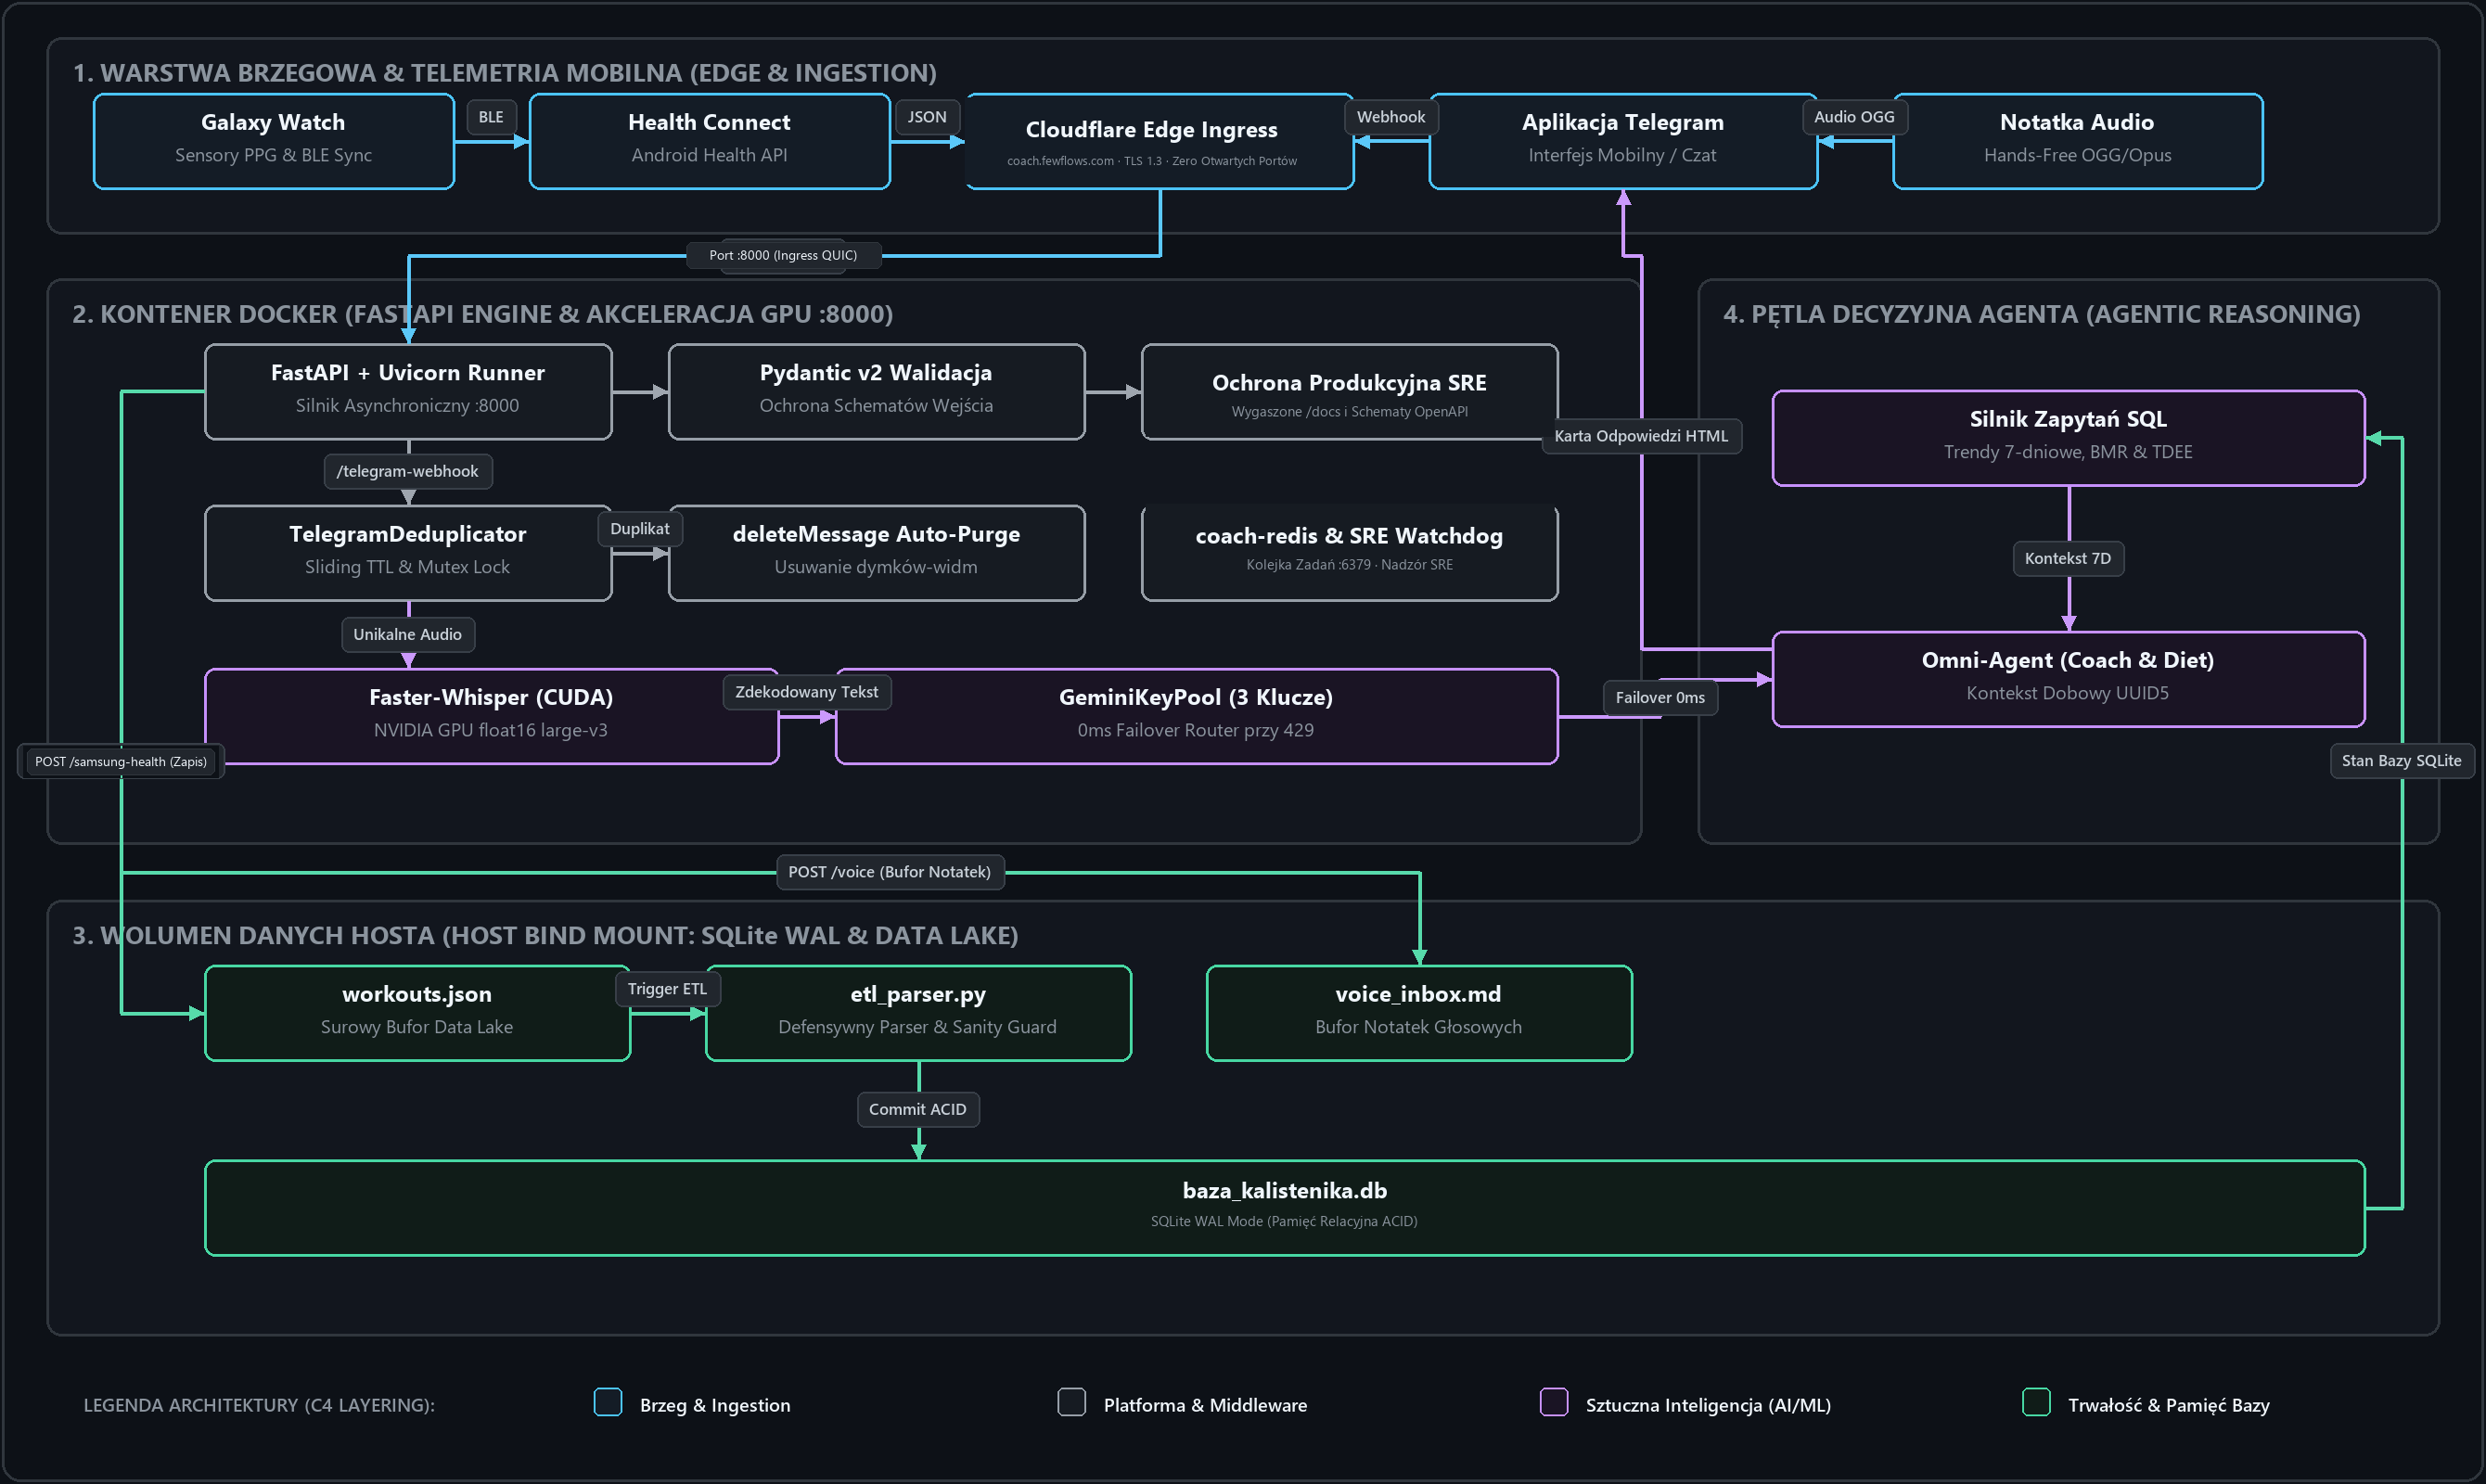 1. WARSTWA BRZEGOWA & TELEMETRIA MOBILNA (EDGE & INGESTION)
Galaxy Watch
Sensory PPG & BLE Sync
BLE
Health Connect
Android Health API
JSON
Cloudflare Edge Ingress
coach.fewflows.com · TLS 1.3 · Zero Otwartych Portów
Webhook
Aplikacja Telegram
Interfejs Mobilny / Czat
Audio OGG
Notatka Audio
Hands-Free OGG/Opus
Port :8000 (Ingress QUIC)
2. KONTENER DOCKER (FASTAPI ENGINE & AKCELERACJA GPU :8000)
FastAPI + Uvicorn Runner
Silnik Asynchroniczny :8000
Pydantic v2 Walidacja
Ochrona Schematów Wejścia
Ochrona Produkcyjna SRE
Wygaszone /docs i Schematy OpenAPI
Karta Odpowiedzi HTML
/telegram-webhook
TelegramDeduplicator
Sliding TTL & Mutex Lock
Duplikat
deleteMessage Auto-Purge
Usuwanie dymków-widm
coach-redis & SRE Watchdog
Kolejka Zadań :6379 · Nadzór SRE
Unikalne Audio
Faster-Whisper (CUDA)
NVIDIA GPU float16 large-v3
Zdekodowany Tekst
GeminiKeyPool (3 Klucze)
0ms Failover Router przy 429
Failover 0ms
POST /samsung-health (Zapis)
4. PĘTLA DECYZYJNA AGENTA (AGENTIC REASONING)
Silnik Zapytań SQL
Trendy 7-dniowe, BMR & TDEE
Kontekst 7D
Omni-Agent (Coach & Diet)
Kontekst Dobowy UUID5
Stan Bazy SQLite
POST /voice (Bufor Notatek)
3. WOLUMEN DANYCH HOSTA (HOST BIND MOUNT: SQLite WAL & DATA LAKE)
workouts.json
Surowy Bufor Data Lake
Trigger ETL
etl_parser.py
Defensywny Parser & Sanity Guard
voice_inbox.md
Bufor Notatek Głosowych
Commit ACID
baza_kalistenika.db
SQLite WAL Mode (Pamięć Relacyjna ACID)
LEGENDA ARCHITEKTURY (C4 LAYERING):
Brzeg & Ingestion
Platforma & Middleware
Sztuczna Inteligencja (AI/ML)
Trwałość & Pamięć Bazy